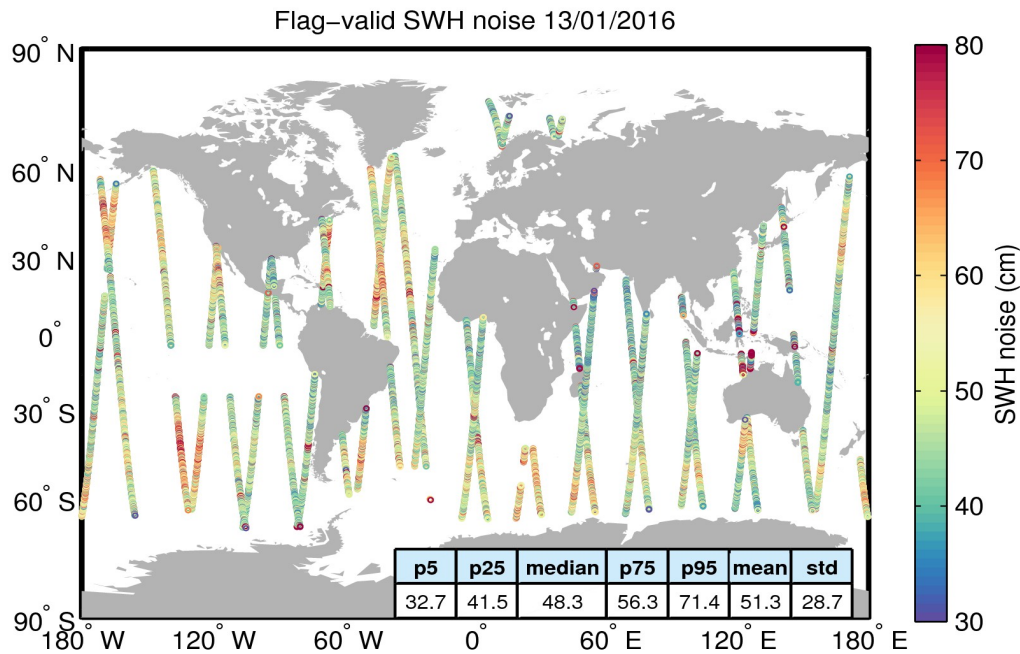 Flag−valid SWH noise 13/01/2016
90° N
60° N
30° N
0°
30° S
60° S
90° S
180° W
120° W
60° W
0°
60° E
120° E
180° E
80
70
60
50
40
30
SWH noise (cm)
p5 p25 median p75 p95 mean std
32.7 41.5 48.3 56.3 71.4 51.3 28.7